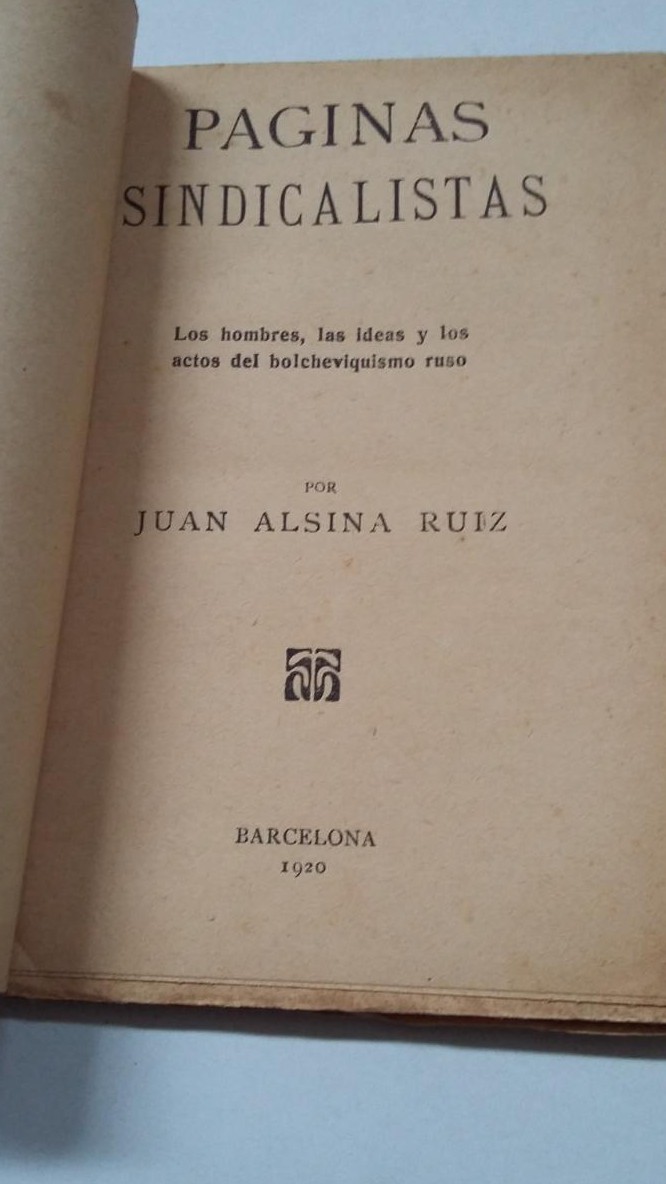 PAGINAS
SINDICALISTAS
Los hombres, las ideas y los
actos del bolcheviquismo ruso
POR
JUAN ALSINA RUIZ
BARCELONA
1920